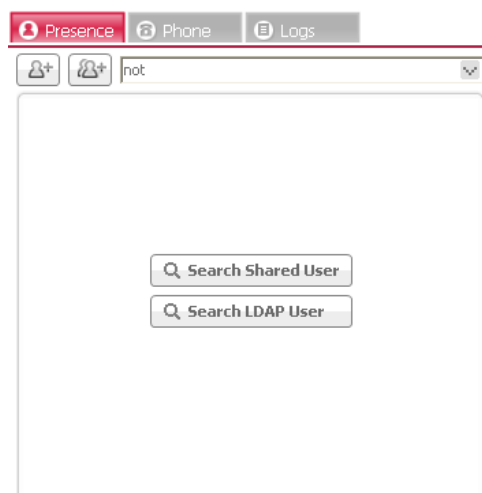 Presence Phone Logs
not
Search Shared User
Search LDAP User